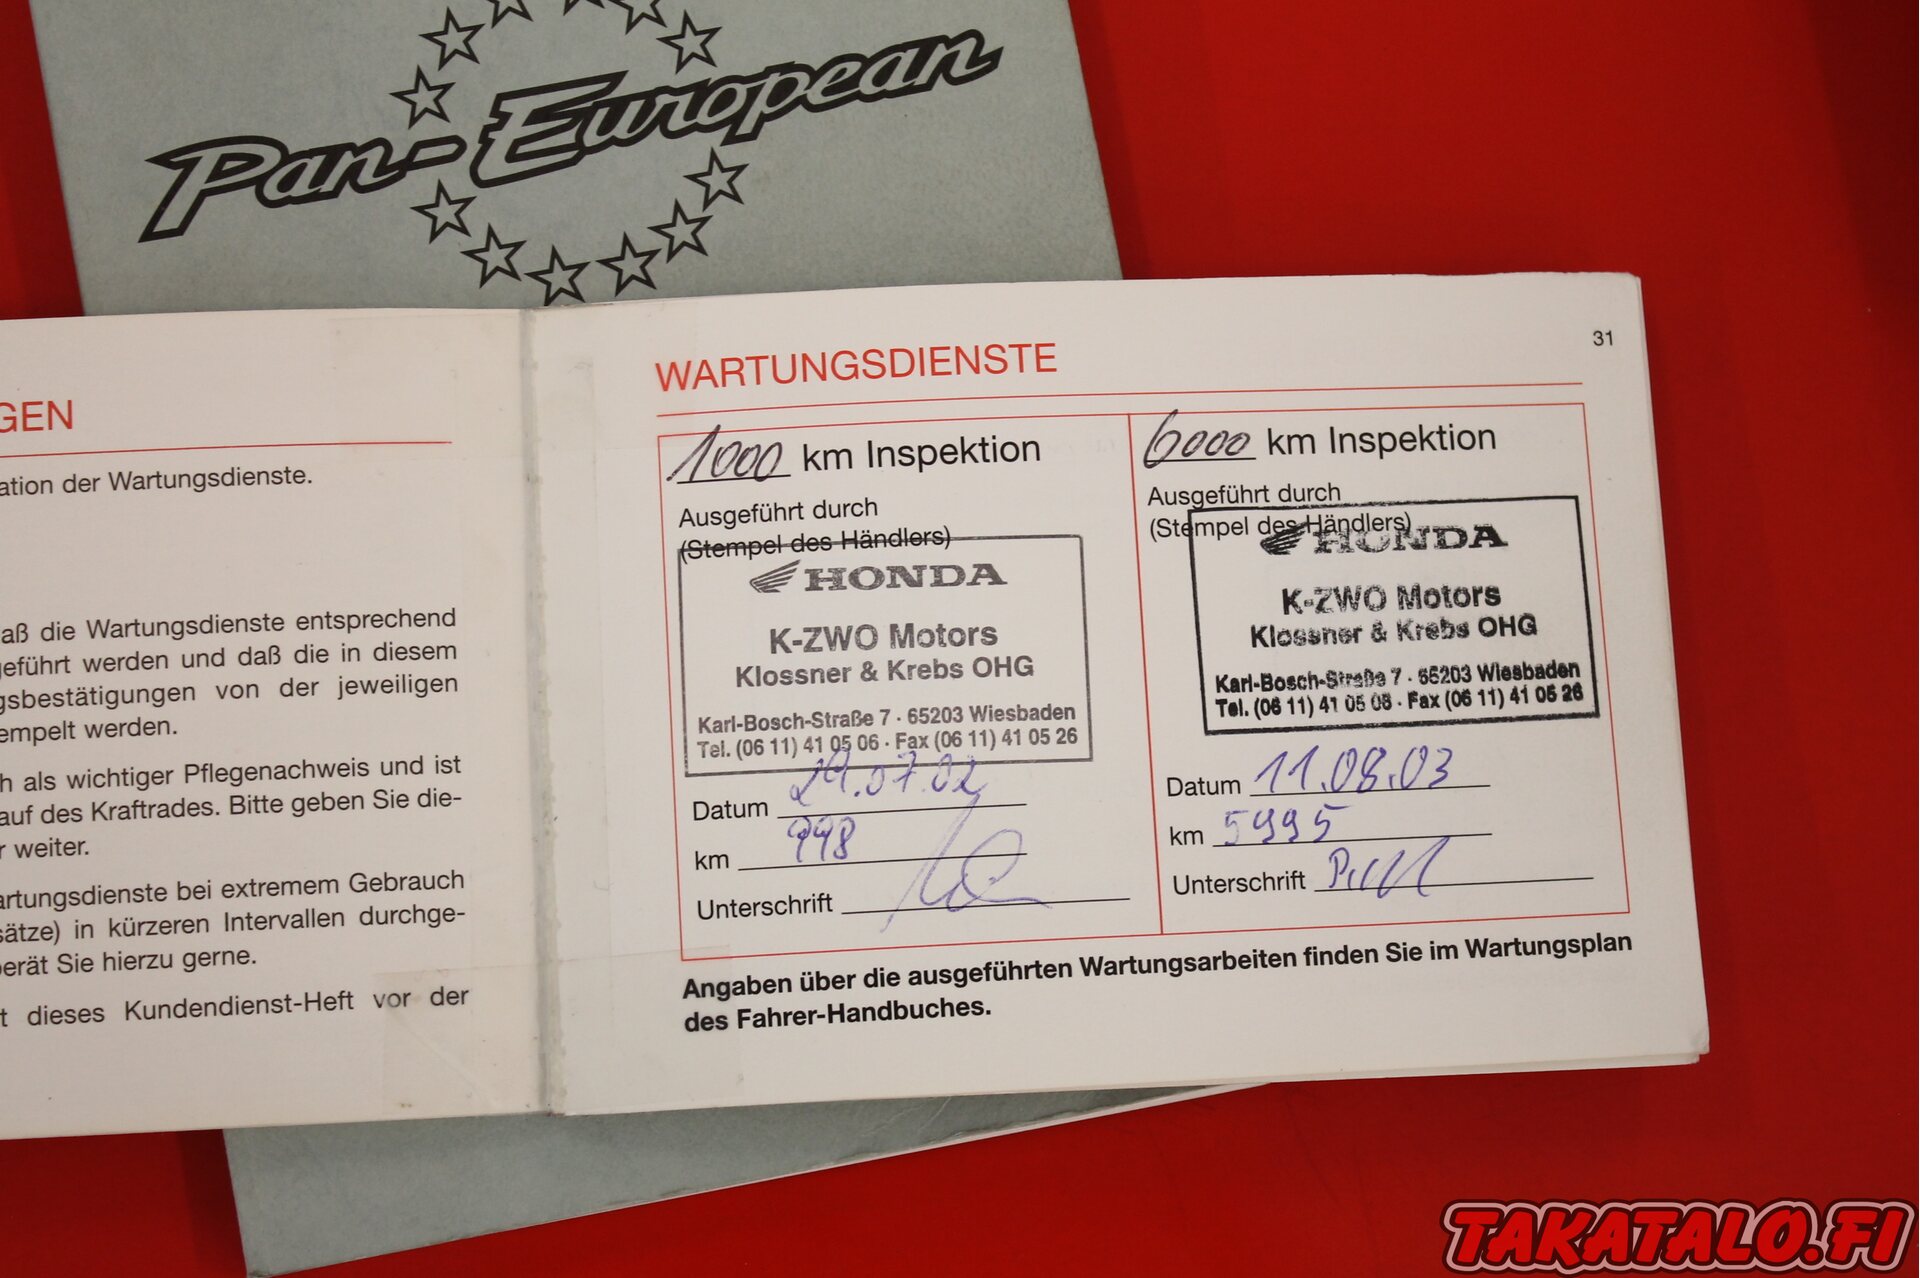 Pan-European
GEN
ation der Wartungsdienste.
aß die Wartungsdienste entsprechend
geführt werden und daß die in diesem
gsbestätigungen von der jeweiligen
empelt werden.
h als wichtiger Pflegenachweis und ist
auf des Kraftrades. Bitte geben Sie die-
r weiter.
artungsdienste bei extremem Gebrauch
sätze) in kürzeren Intervallen durchge-
berät Sie hierzu gerne.
t dieses Kundendienst-Heft vor der
31
WARTUNGSDIENSTE
1000 km Inspektion
Ausgeführt durch
(Stempel des Händlers)
HONDA
K-ZWO Motors
Klossner & Krebs OHG
Karl-Bosch-Straße 7 · 65203 Wiesbaden
Tel. (06 11) 41 05 06 · Fax (06 11) 41 05 26
Datum 29.07.02
km 998
Unterschrift
6000 km Inspektion
Ausgeführt durch
(Stempel des Händlers)
HONDA
K-ZWO Motors
Klossner & Krebs OHG
Karl-Bosch-Straße 7 · 65203 Wiesbaden
Tel. (06 11) 41 05 06 · Fax (06 11) 41 05 26
Datum 11.08.03
km 5995
Unterschrift
Angaben über die ausgeführten Wartungsarbeiten finden Sie im Wartungsplan
des Fahrer-Handbuches.
TAKATALO.FI